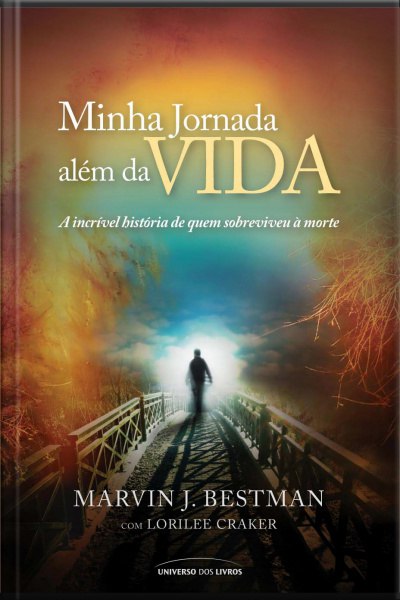 Minha Jornada
além da VIDA
A incrível história de quem sobreviveu à morte
MARVIN J. BESTMAN
COM LORILEE CRAKER
UNIVERSO DOS LIVROS